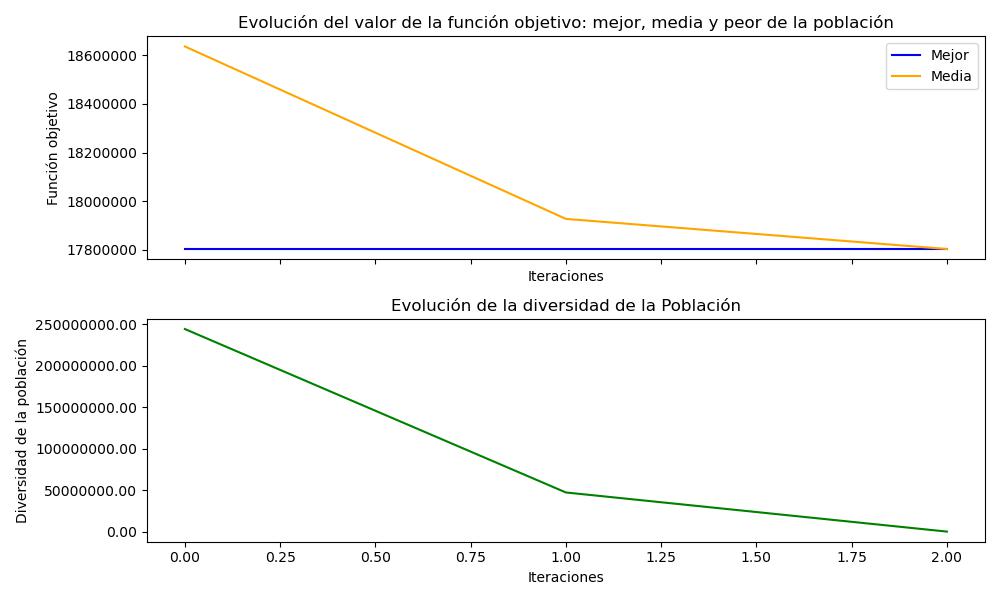 Evolución del valor de la función objetivo: mejor, media y peor de la población
Función objetivo
18600000
18400000
18200000
18000000
17800000
Mejor
Media
Iteraciones
Evolución de la diversidad de la Población
Diversidad de la población
250000000.00
200000000.00
150000000.00
100000000.00
50000000.00
0.00
0.00 0.25 0.50 0.75 1.00 1.25 1.50 1.75 2.00
Iteraciones